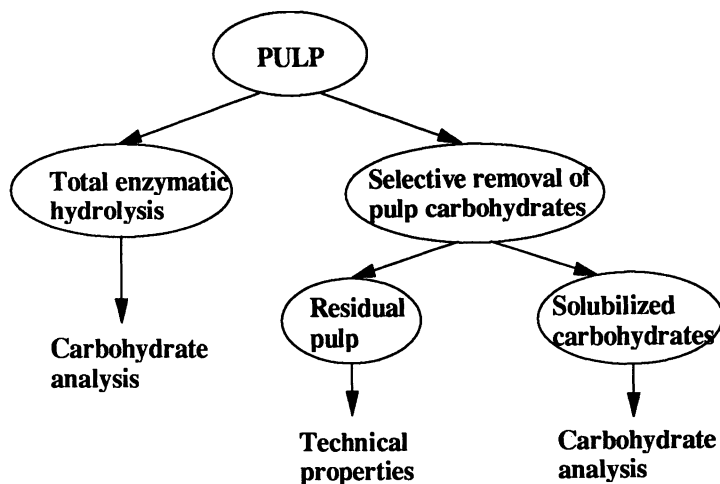 PULP
Total enzymatic
hydrolysis
Selective removal of
pulp carbohydrates
Residual
pulp
Solubilized
carbohydrates
Carbohydrate
analysis
Technical
properties
Carbohydrate
analysis